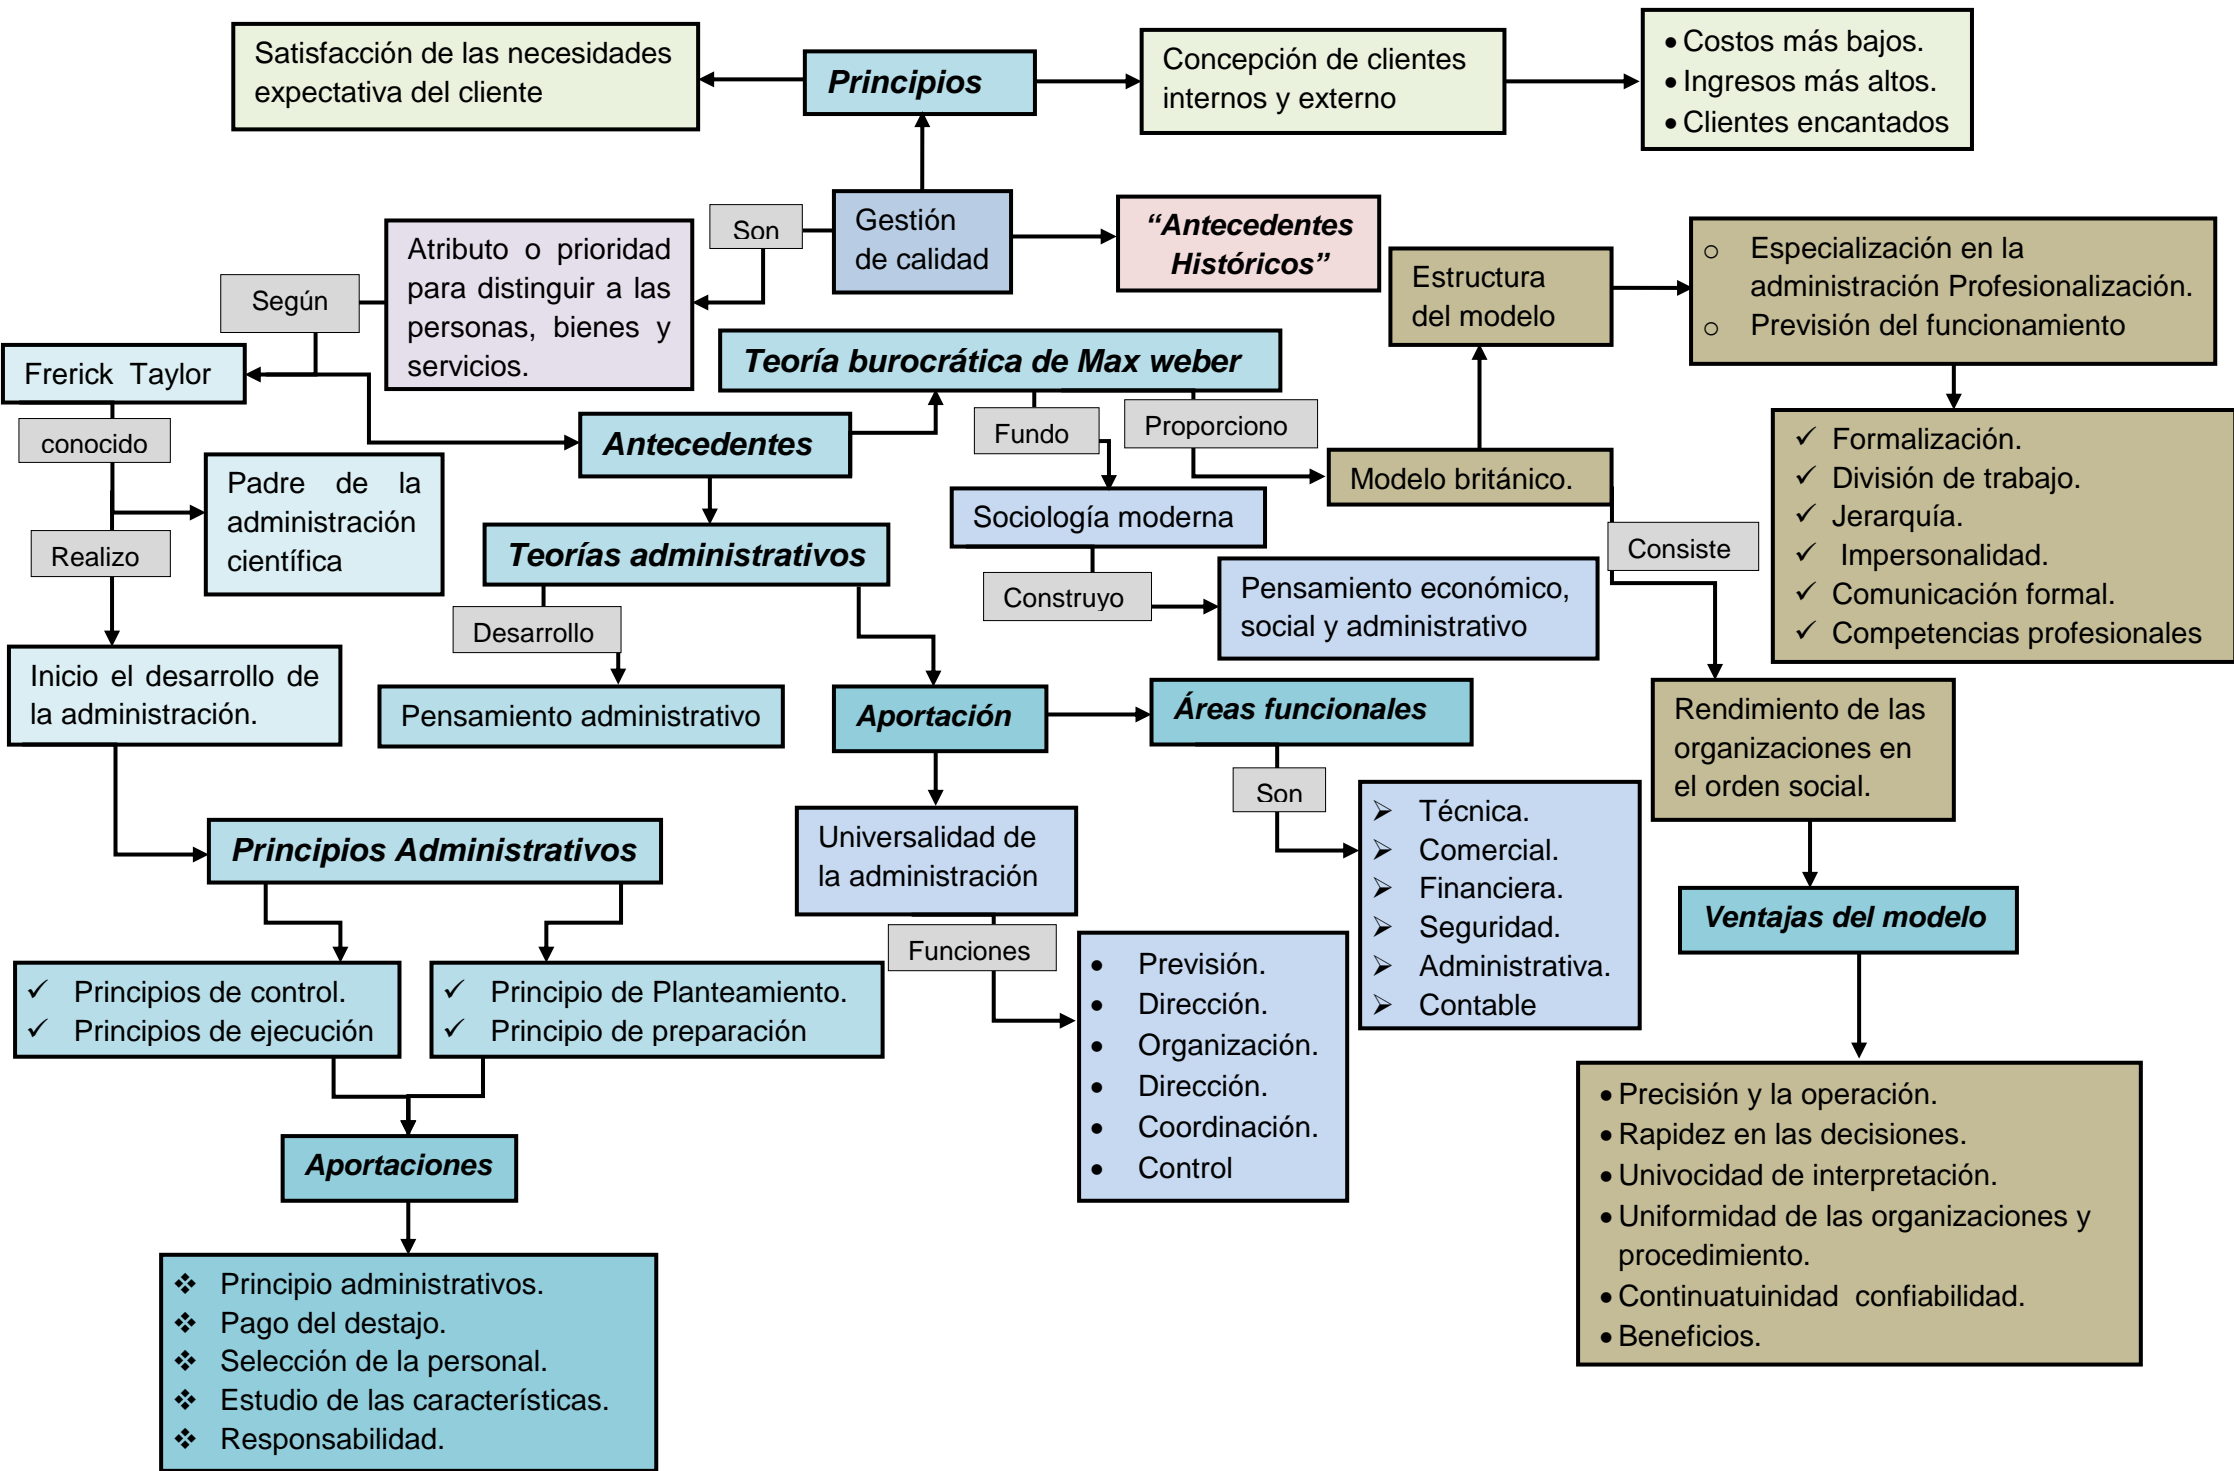 Satisfacción de las necesidades
expectativa del cliente
Principios
Concepción de clientes
internos y externo
• Costos más bajos.
• Ingresos más altos.
• Clientes encantados
Gestión
de calidad
“Antecedentes
Históricos”
Son
Atributo o prioridad
para distinguir a las
personas, bienes y
servicios.
Según
Frerick Taylor
conocido
Padre de la
administración
científica
Realizo
Inicio el desarrollo de
la administración.
Principios Administrativos
✓ Principios de control.
✓ Principios de ejecución
✓ Principio de Planteamiento.
✓ Principio de preparación
Aportaciones
❖ Principio administrativos.
❖ Pago del destajo.
❖ Selección de la personal.
❖ Estudio de las características.
❖ Responsabilidad.
Antecedentes
Teorías administrativos
Desarrollo
Pensamiento administrativo
Aportación
Universalidad de
la administración
Funciones
• Previsión.
• Dirección.
• Organización.
• Dirección.
• Coordinación.
• Control
Áreas funcionales
Son
➢ Técnica.
➢ Comercial.
➢ Financiera.
➢ Seguridad.
➢ Administrativa.
➢ Contable
Teoría burocrática de Max weber
Fundo
Sociología moderna
Construyo
Pensamiento económico,
social y administrativo
Proporciono
Modelo británico.
Estructura
del modelo
o Especialización en la
administración Profesionalización.
o Previsión del funcionamiento
✓ Formalización.
✓ División de trabajo.
✓ Jerarquía.
✓ Impersonalidad.
✓ Comunicación formal.
✓ Competencias profesionales
Consiste
Rendimiento de las
organizaciones en
el orden social.
Ventajas del modelo
• Precisión y la operación.
• Rapidez en las decisiones.
• Univocidad de interpretación.
• Uniformidad de las organizaciones y
procedimiento.
• Continuatuinidad confiabilidad.
• Beneficios.